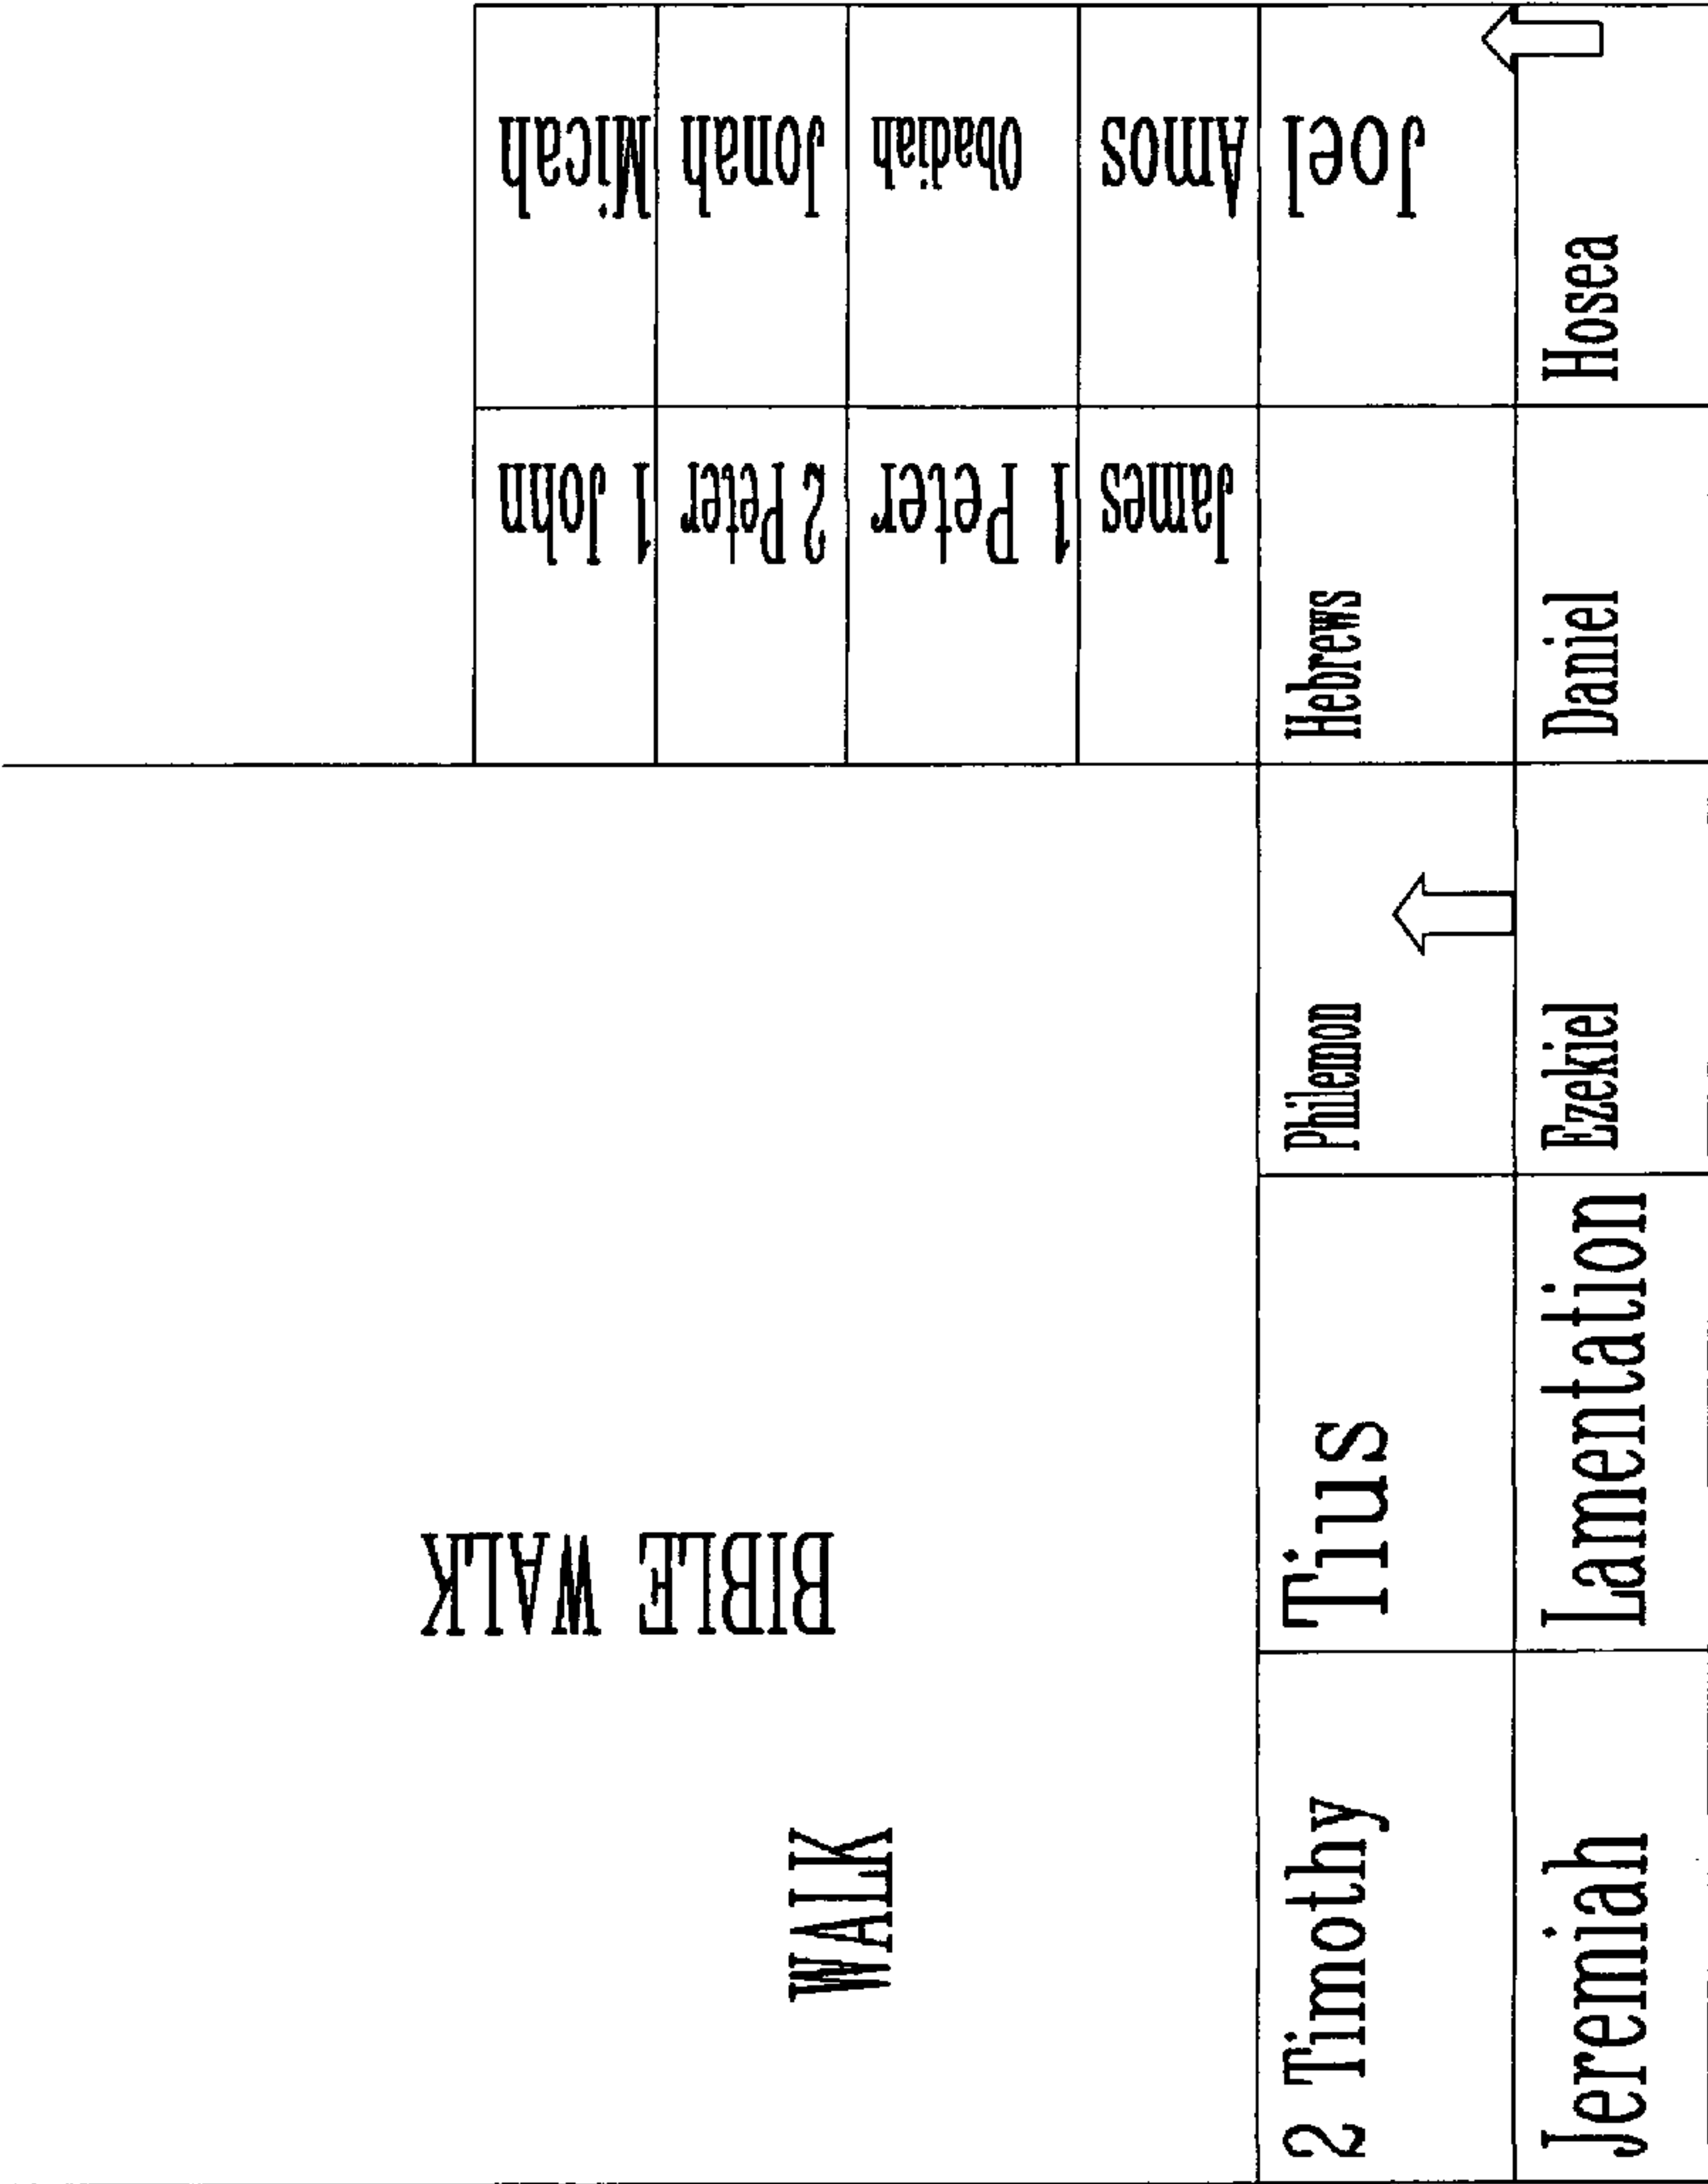 Micah
Jonah
Obadiah
Amos
Joel
Hosea
1 John
2 Peter
1 Peter
James
Hebrews
Daniel
Philemon
Ezekiel
BIBLE WALK
Tius
Lamentation
WALK
2 Timothy
Jeremiah